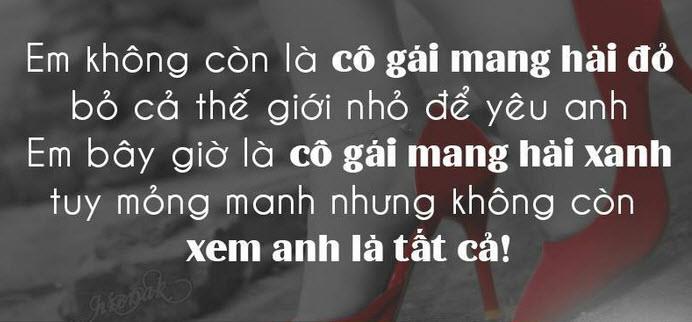 Em không còn là cô gái mang hài đỏ
bỏ cả thế giới nhỏ để yêu anh
Em bây giờ là cô gái mang hài xanh
tuy mỏng manh nhưng không còn
xem anh là tất cả!